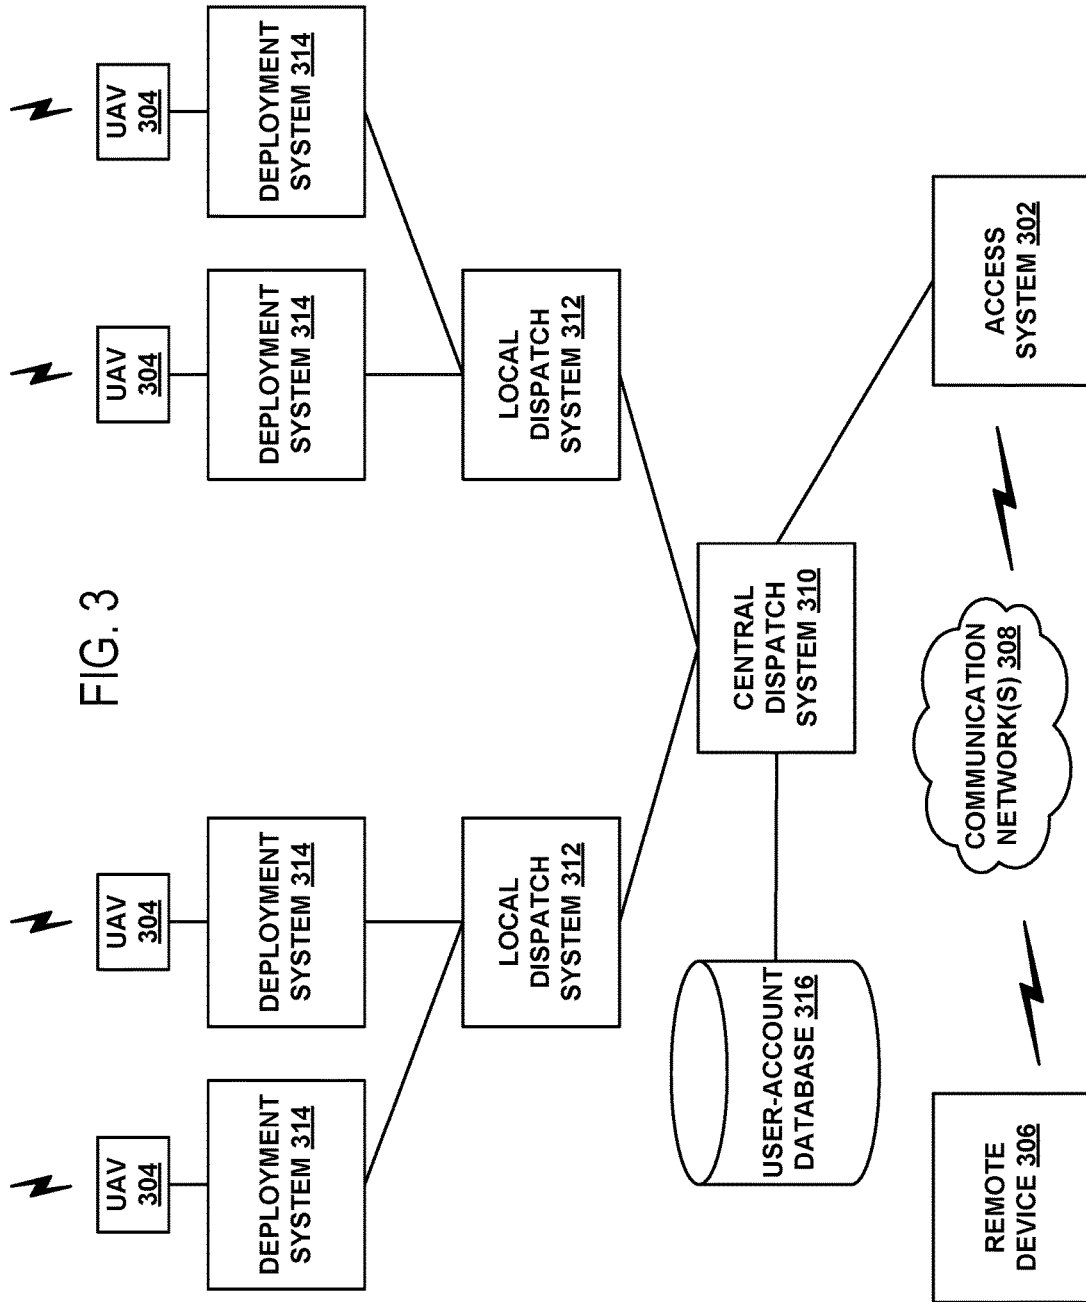 FIG. 3
UAV
304
UAV
304
UAV
304
UAV
304
DEPLOYMENT
SYSTEM 314
DEPLOYMENT
SYSTEM 314
DEPLOYMENT
SYSTEM 314
DEPLOYMENT
SYSTEM 314
LOCAL
DISPATCH
SYSTEM 312
LOCAL
DISPATCH
SYSTEM 312
USER-ACCOUNT
DATABASE 316
CENTRAL
DISPATCH
SYSTEM 310
REMOTE
DEVICE 306
COMMUNICATION
NETWORK(S) 308
ACCESS
SYSTEM 302